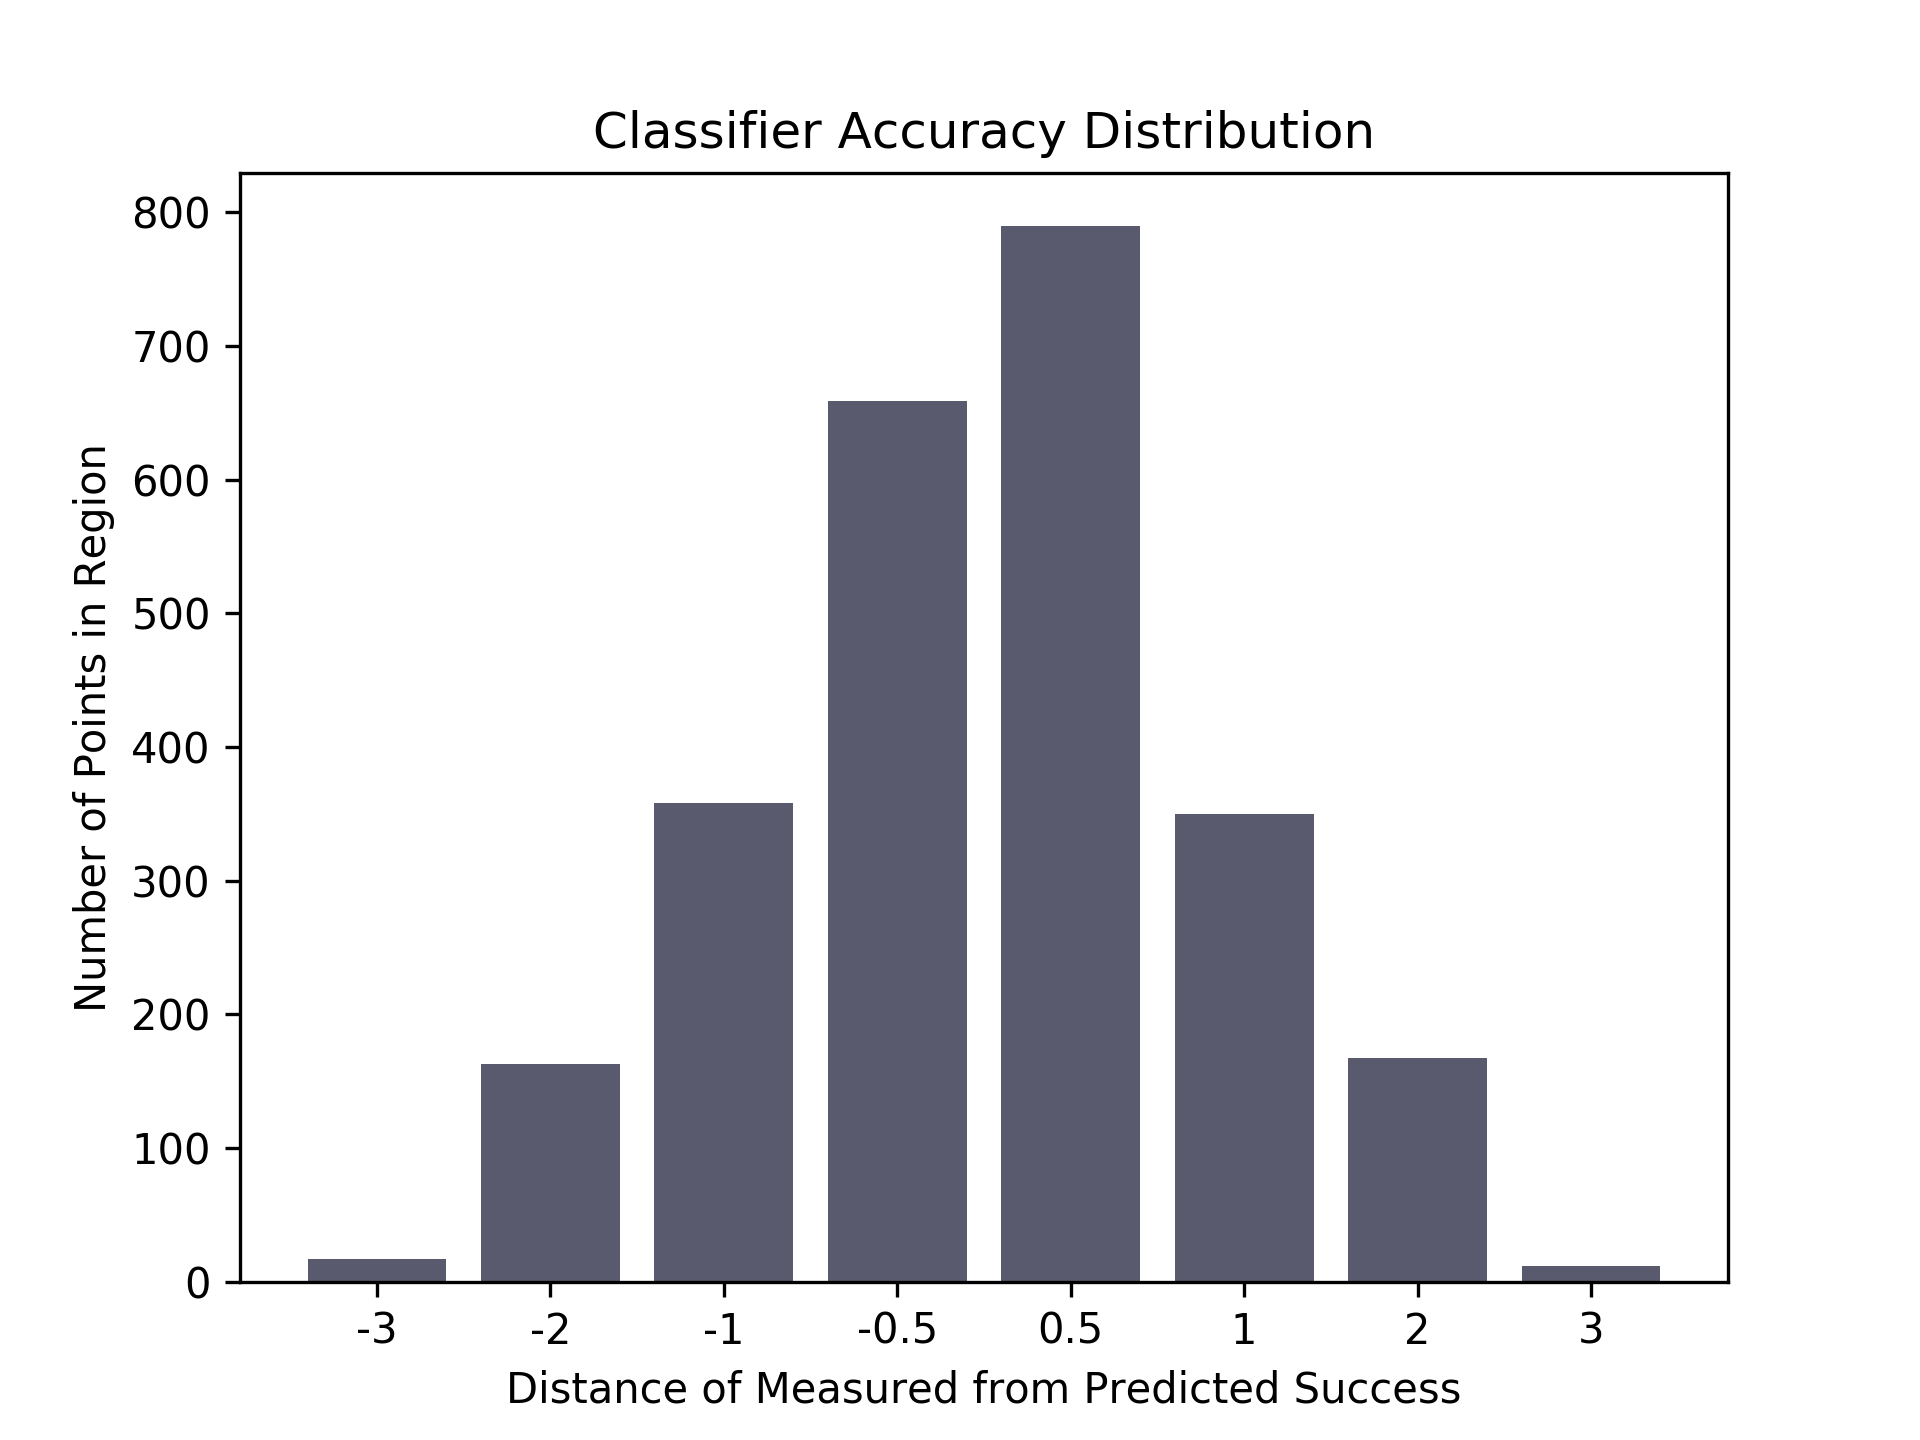 Classifier Accuracy Distribution
Number of Points in Region
800
700
600
500
400
300
200
100
0
-3 -2 -1 -0.5 0.5 1 2 3
Distance of Measured from Predicted Success